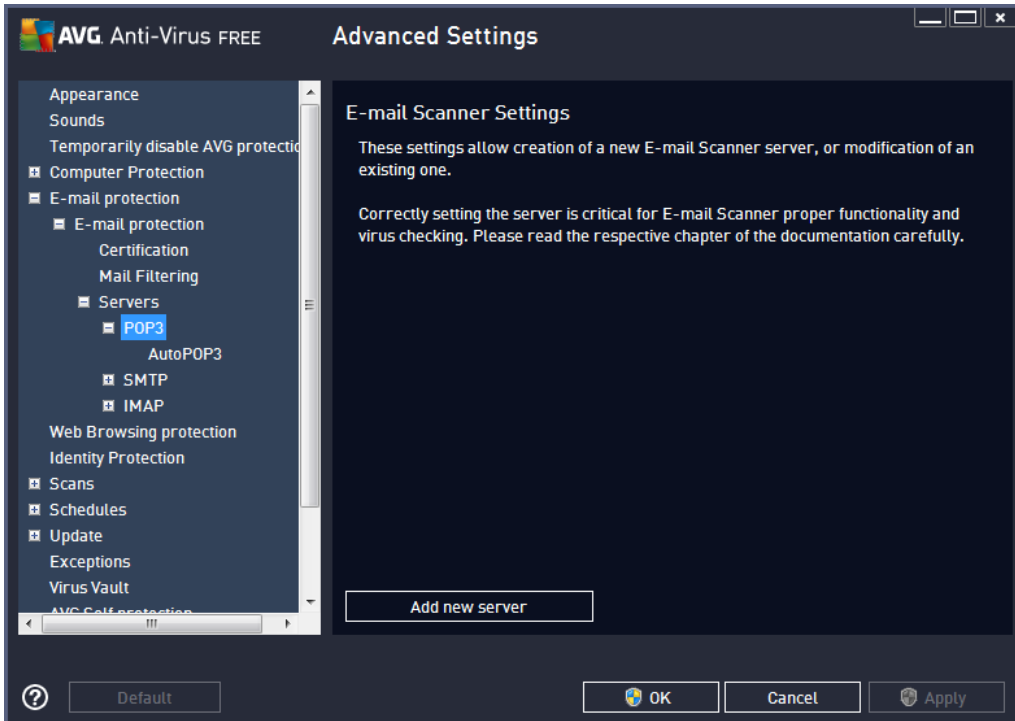 AVG. Anti-Virus FREE
Advanced Settings
Appearance
Sounds
Temporarily disable AVG protectio
Computer Protection
E-mail protection
E-mail protection
Certification
Mail Filtering
Servers
POP3
AutoPOP3
SMTP
IMAP
Web Browsing protection
Identity Protection
Scans
Schedules
Update
Exceptions
Virus Vault
AVG Self protection
E-mail Scanner Settings
These settings allow creation of a new E-mail Scanner server, or modification of an
existing one.
Correctly setting the server is critical for E-mail Scanner proper functionality and
virus checking. Please read the respective chapter of the documentation carefully.
Add new server
?
Default
OK
Cancel
Apply